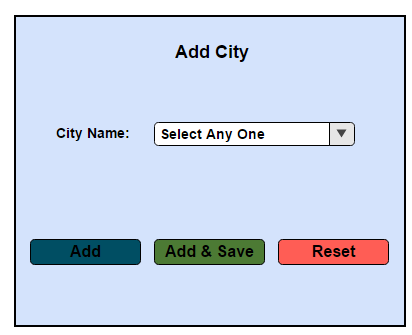 Add City
City Name: Select Any One
Add Add & Save Reset